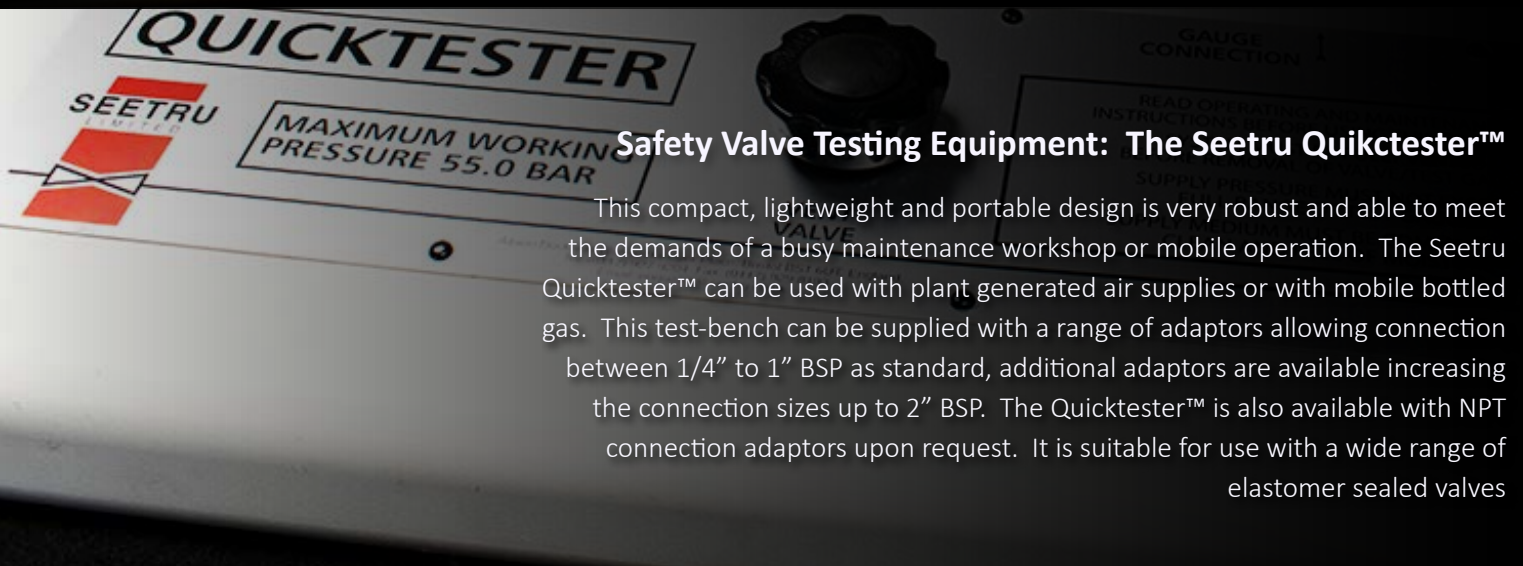 QUICKTESTER
SEETRU
LIMITED
MAXIMUM WORKING
PRESSURE 55.0 BAR
GAUGE
CONNECTION
READ OPERATING AND
INSTRUCTIONS
SUPPLY PRESSURE
VALVE
Safety Valve Testing Equipment:  The Seetru Quikctester™
This compact, lightweight and portable design is very robust and able to meet
the demands of a busy maintenance workshop or mobile operation.  The Seetru
Quicktester™ can be used with plant generated air supplies or with mobile bottled
gas.  This test-bench can be supplied with a range of adaptors allowing connection
between 1/4” to 1” BSP as standard, additional adaptors are available increasing
the connection sizes up to 2” BSP.  The Quicktester™ is also available with NPT
connection adaptors upon request.  It is suitable for use with a wide range of
elastomer sealed valves